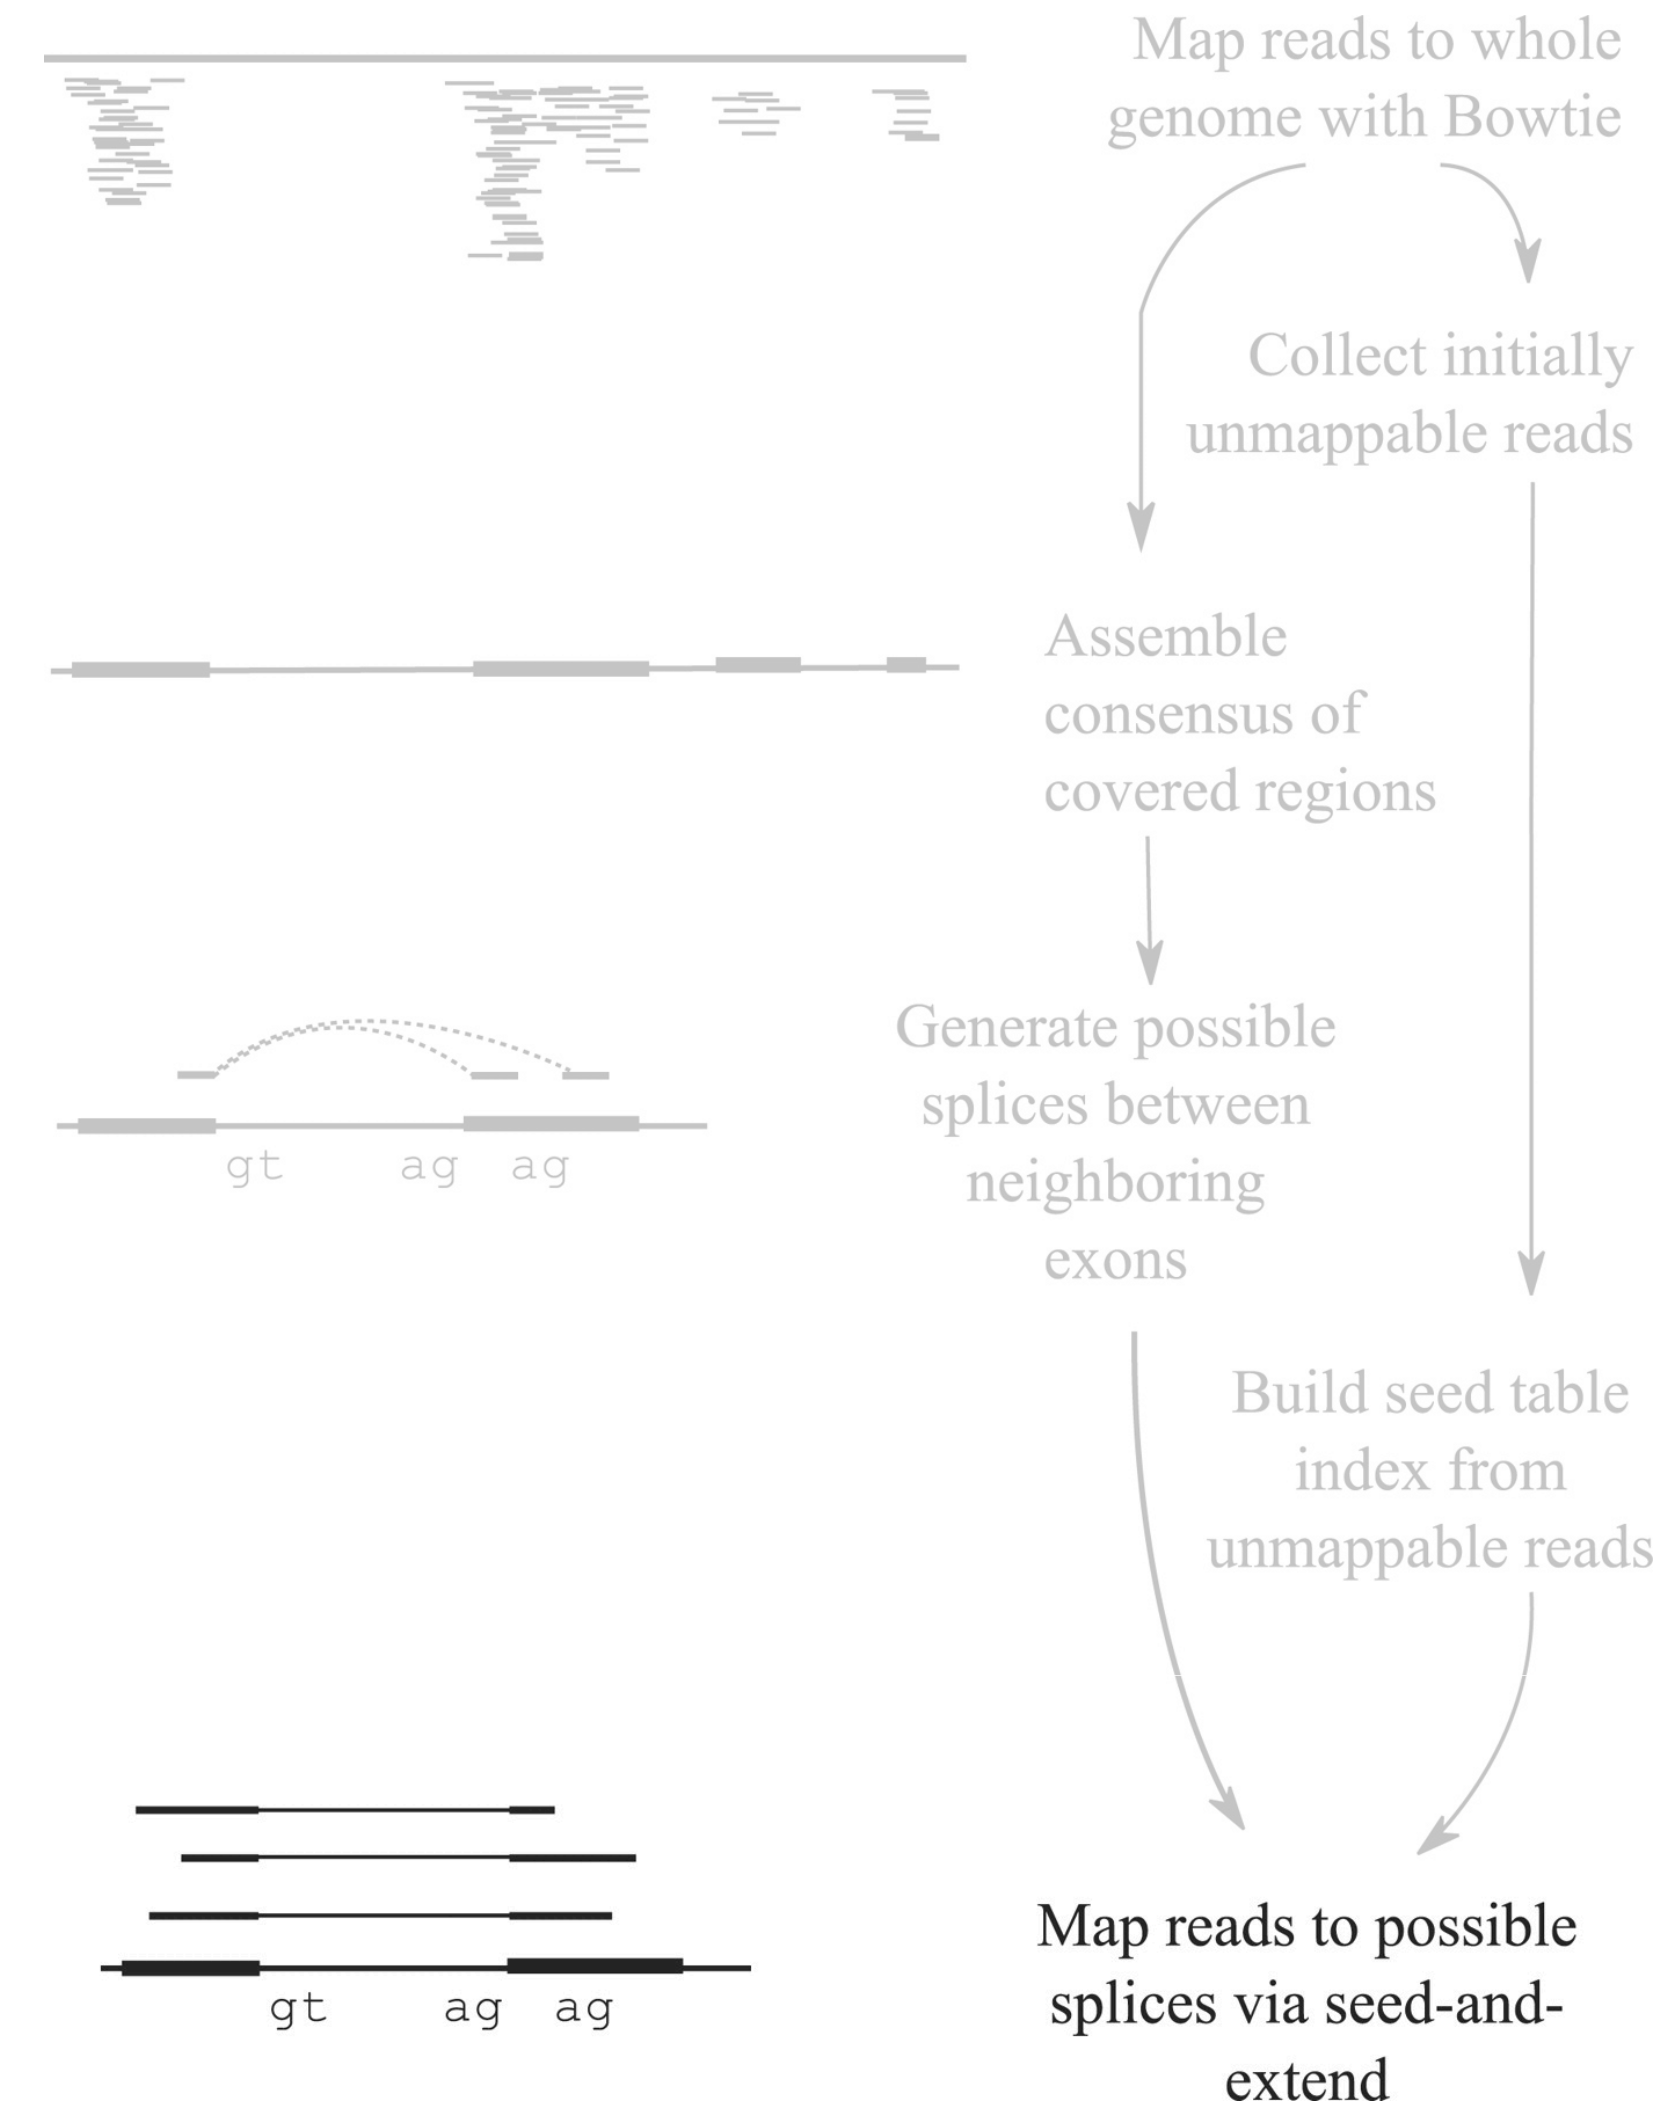 Map reads to whole
genome with Bowtie
Collect initially
unmappable reads
Assemble
consensus of
covered regions
Generate possible
splices between
neighboring
exons
gt ag ag
Build seed table
index from
unmappable reads
Map reads to possible
splices via seed-and-
extend
gt ag ag